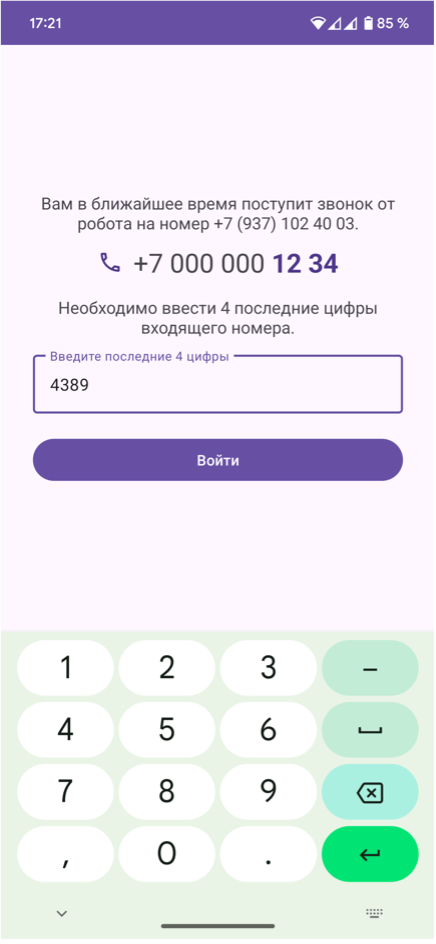 17:21
85 %
Вам в ближайшее время поступит звонок от
робота на номер +7 (937) 102 40 03.
+7 000 000 12 34
Необходимо ввести 4 последние цифры
входящего номера.
Введите последние 4 цифры
4389
Войти
1 2 3 –
4 5 6
7 8 9
, 0 .